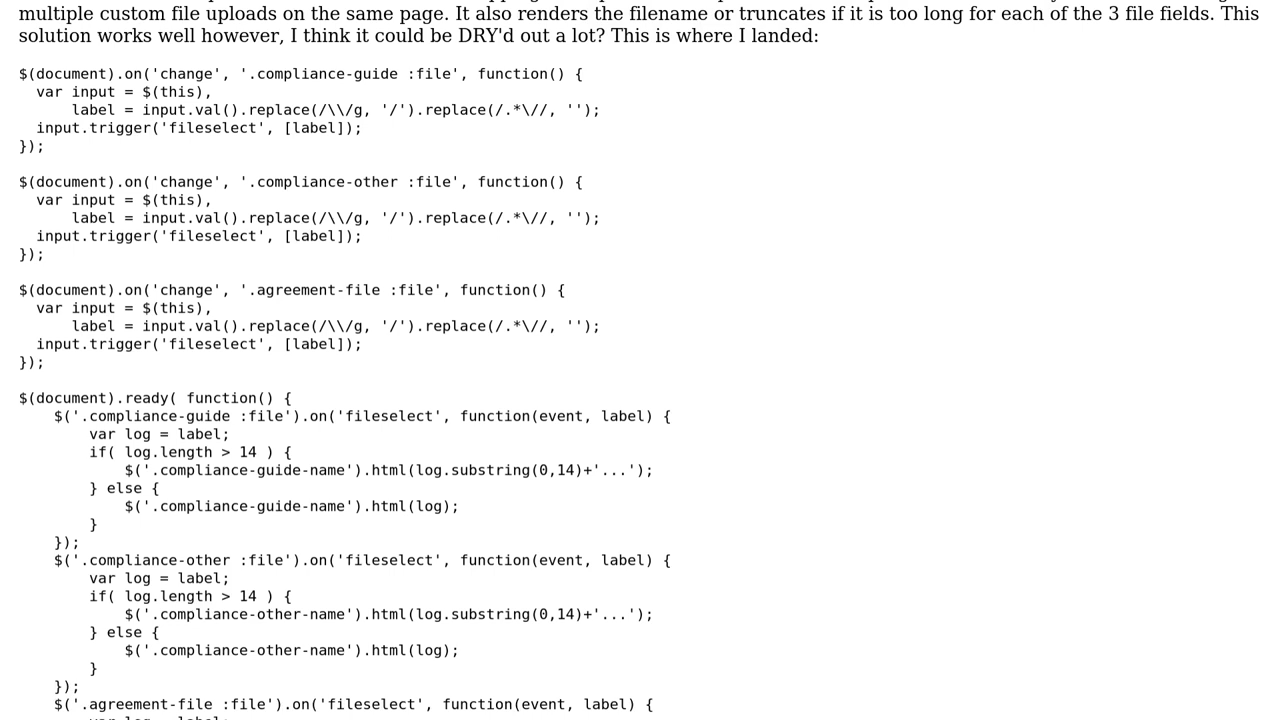 multiple custom file uploads on the same page. It also renders the filename or truncates if it is too long for each of the 3 file fields. This
solution works well however, I think it could be DRY'd out a lot? This is where I landed:
$(document).on('change', '.compliance-guide :file', function() {
  var input = $(this),
      label = input.val().replace(/\\/g, '/').replace(/.*\//, '');
  input.trigger('fileselect', [label]);
});
$(document).on('change', '.compliance-other :file', function() {
  var input = $(this),
      label = input.val().replace(/\\/g, '/').replace(/.*\//, '');
  input.trigger('fileselect', [label]);
});
$(document).on('change', '.agreement-file :file', function() {
  var input = $(this),
      label = input.val().replace(/\\/g, '/').replace(/.*\//, '');
  input.trigger('fileselect', [label]);
});
$(document).ready( function() {
    $('.compliance-guide :file').on('fileselect', function(event, label) {
        var log = label;
        if( log.length > 14 ) {
            $('.compliance-guide-name').html(log.substring(0,14)+'...');
        } else {
            $('.compliance-guide-name').html(log);
        }
    });
    $('.compliance-other :file').on('fileselect', function(event, label) {
        var log = label;
        if( log.length > 14 ) {
            $('.compliance-other-name').html(log.substring(0,14)+'...');
        } else {
            $('.compliance-other-name').html(log);
        }
    });
    $('.agreement-file :file').on('fileselect', function(event, label) {